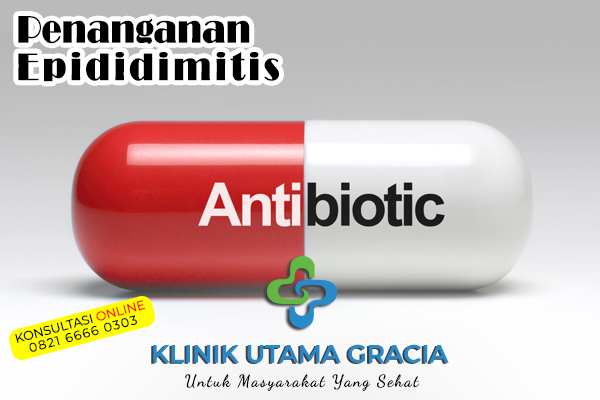 Penanganan
Epididimitis
Antibiotic
KONSULTASI ONLINE
0821 6666 0303
KLINIK UTAMA GRACIA
Untuk Masyarakat Yang Sehat